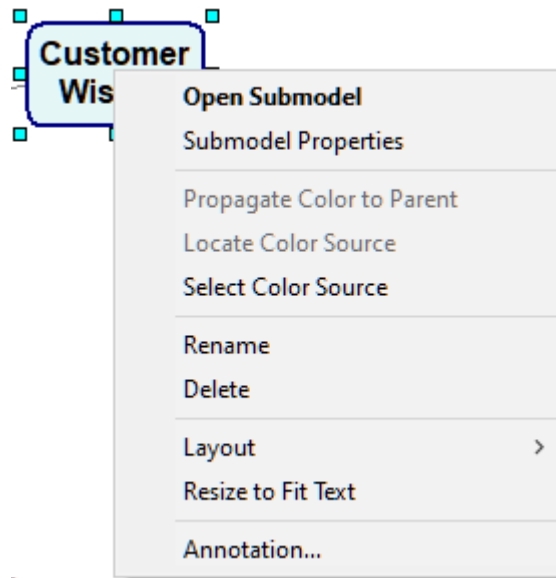 Customer
Wis
Open Submodel
Submodel Properties
Propagate Color to Parent
Locate Color Source
Select Color Source
Rename
Delete
Layout
Resize to Fit Text
Annotation...